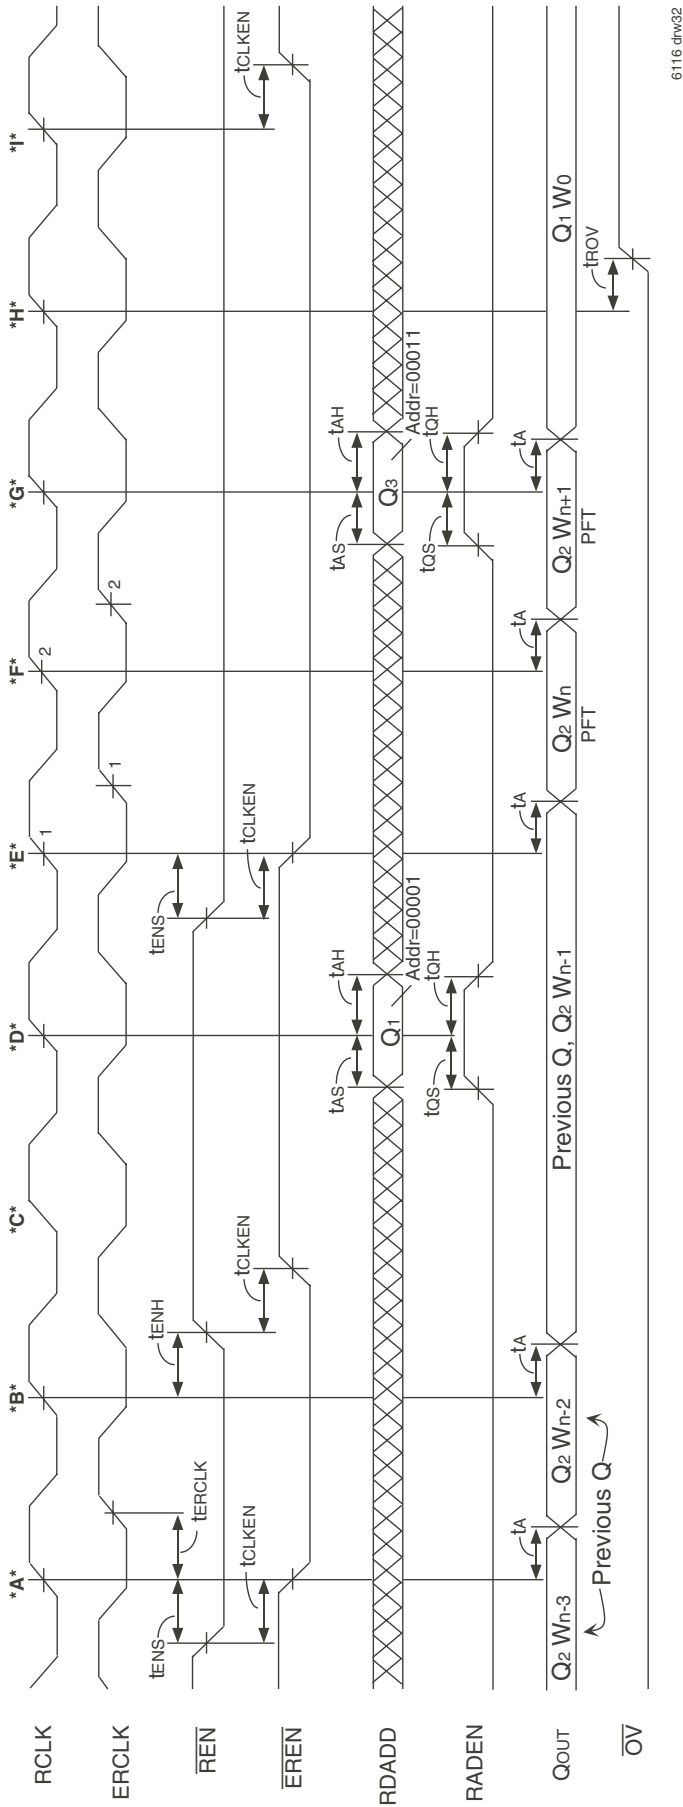 *A* *B* *C* *D* *E* *F* *G* *H* *I*
RCLK
1 2
ERCLK
1 2
tENS tERCLK tENH tENS
REN
tCLKEN tCLKEN tCLKEN tCLKEN
EREN
tAS tAH tAS tAH
RDADD Q1 Q3
Addr=00001 Addr=00011
tQS tQH tQS tQH
RADEN
tA tA tA tA tA
QOUT Q2 Wn-3 Q2 Wn-2 Previous Q, Q2 Wn-1 Q2 Wn Q2 Wn+1 Q1 W0
Previous Q PFT PFT
tROV
OV
6116 drw32